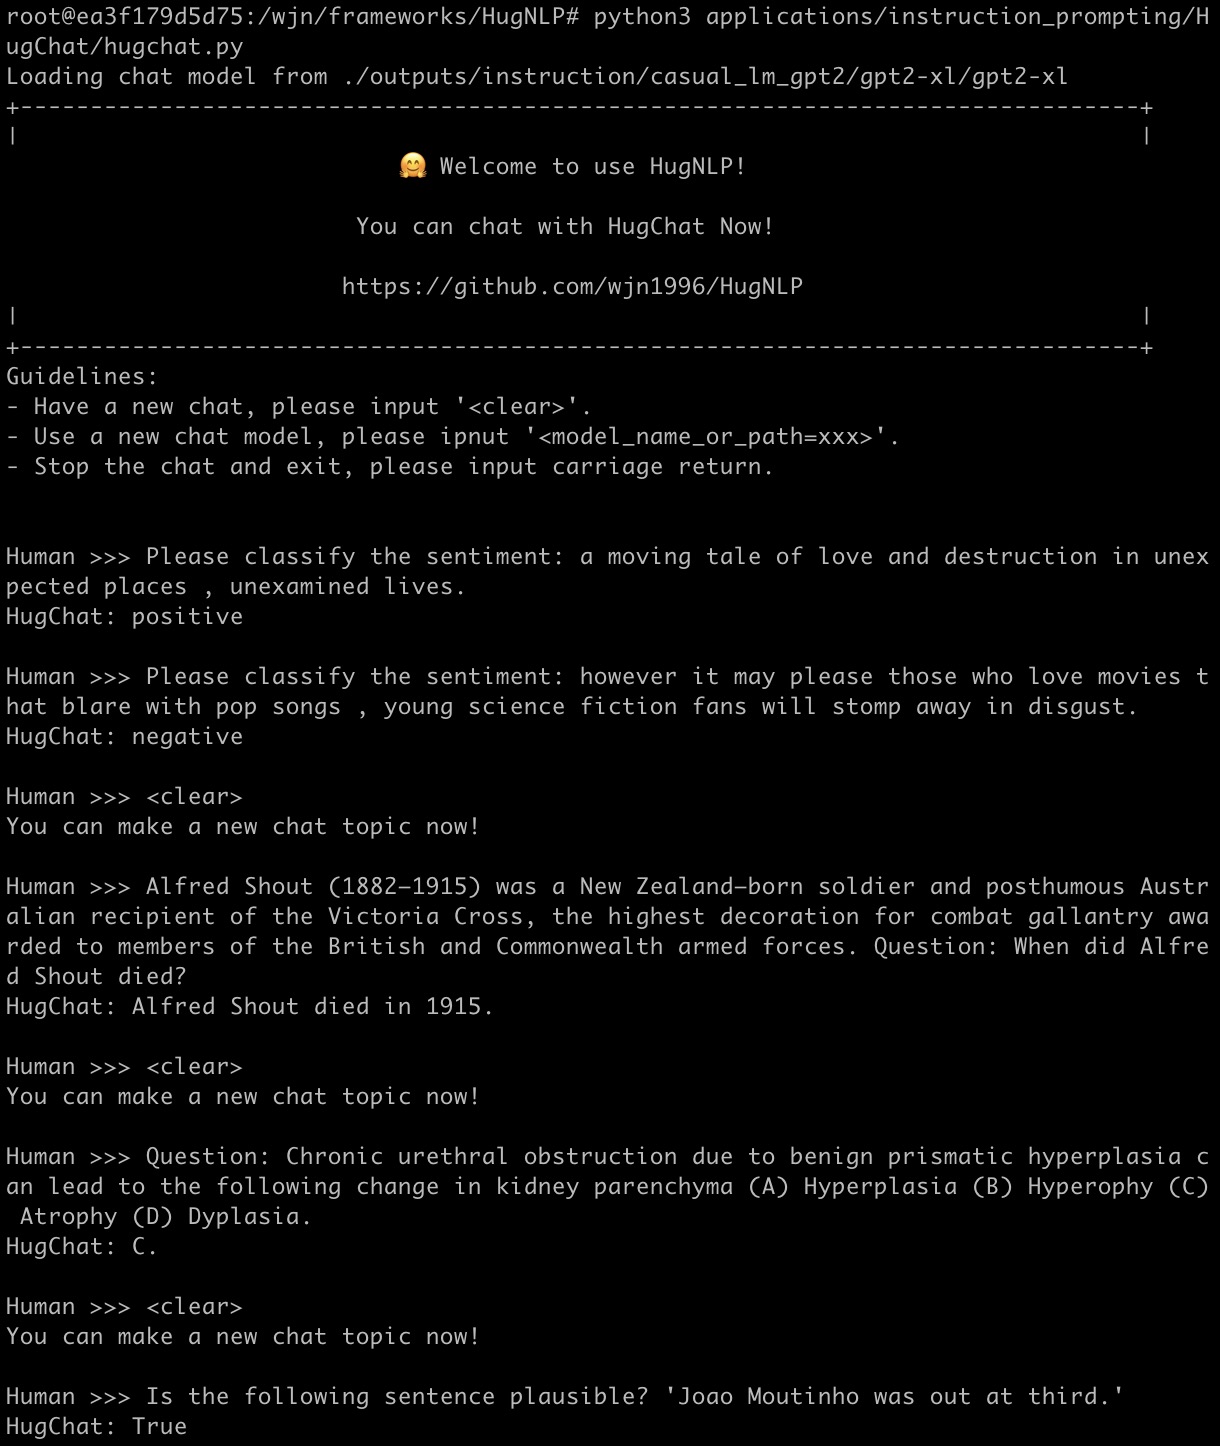 root@ea3f179d5d75:/wjn/frameworks/HugNLP# python3 applications/instruction_prompting/H
ugChat/hugchat.py
Loading chat model from ./outputs/instruction/casual_lm_gpt2/gpt2-xl/gpt2-xl
+--------------------------------------------------------------------------------+
|                                                                                |
🤗 Welcome to use HugNLP!
You can chat with HugChat Now!
https://github.com/wjn1996/HugNLP
|                                                                                |
+--------------------------------------------------------------------------------+
Guidelines:
- Have a new chat, please input '<clear>'.
- Use a new chat model, please ipnut '<model_name_or_path=xxx>'.
- Stop the chat and exit, please input carriage return.
Human >>> Please classify the sentiment: a moving tale of love and destruction in unex
pected places , unexamined lives.
HugChat: positive
Human >>> Please classify the sentiment: however it may please those who love movies t
hat blare with pop songs , young science fiction fans will stomp away in disgust.
HugChat: negative
Human >>> <clear>
You can make a new chat topic now!
Human >>> Alfred Shout (1882–1915) was a New Zealand–born soldier and posthumous Austr
alian recipient of the Victoria Cross, the highest decoration for combat gallantry awa
rded to members of the British and Commonwealth armed forces. Question: When did Alfre
d Shout died?
HugChat: Alfred Shout died in 1915.
Human >>> <clear>
You can make a new chat topic now!
Human >>> Question: Chronic urethral obstruction due to benign prismatic hyperplasia c
an lead to the following change in kidney parenchyma (A) Hyperplasia (B) Hyperophy (C)
Atrophy (D) Dyplasia.
HugChat: C.
Human >>> <clear>
You can make a new chat topic now!
Human >>> Is the following sentence plausible? 'Joao Moutinho was out at third.'
HugChat: True